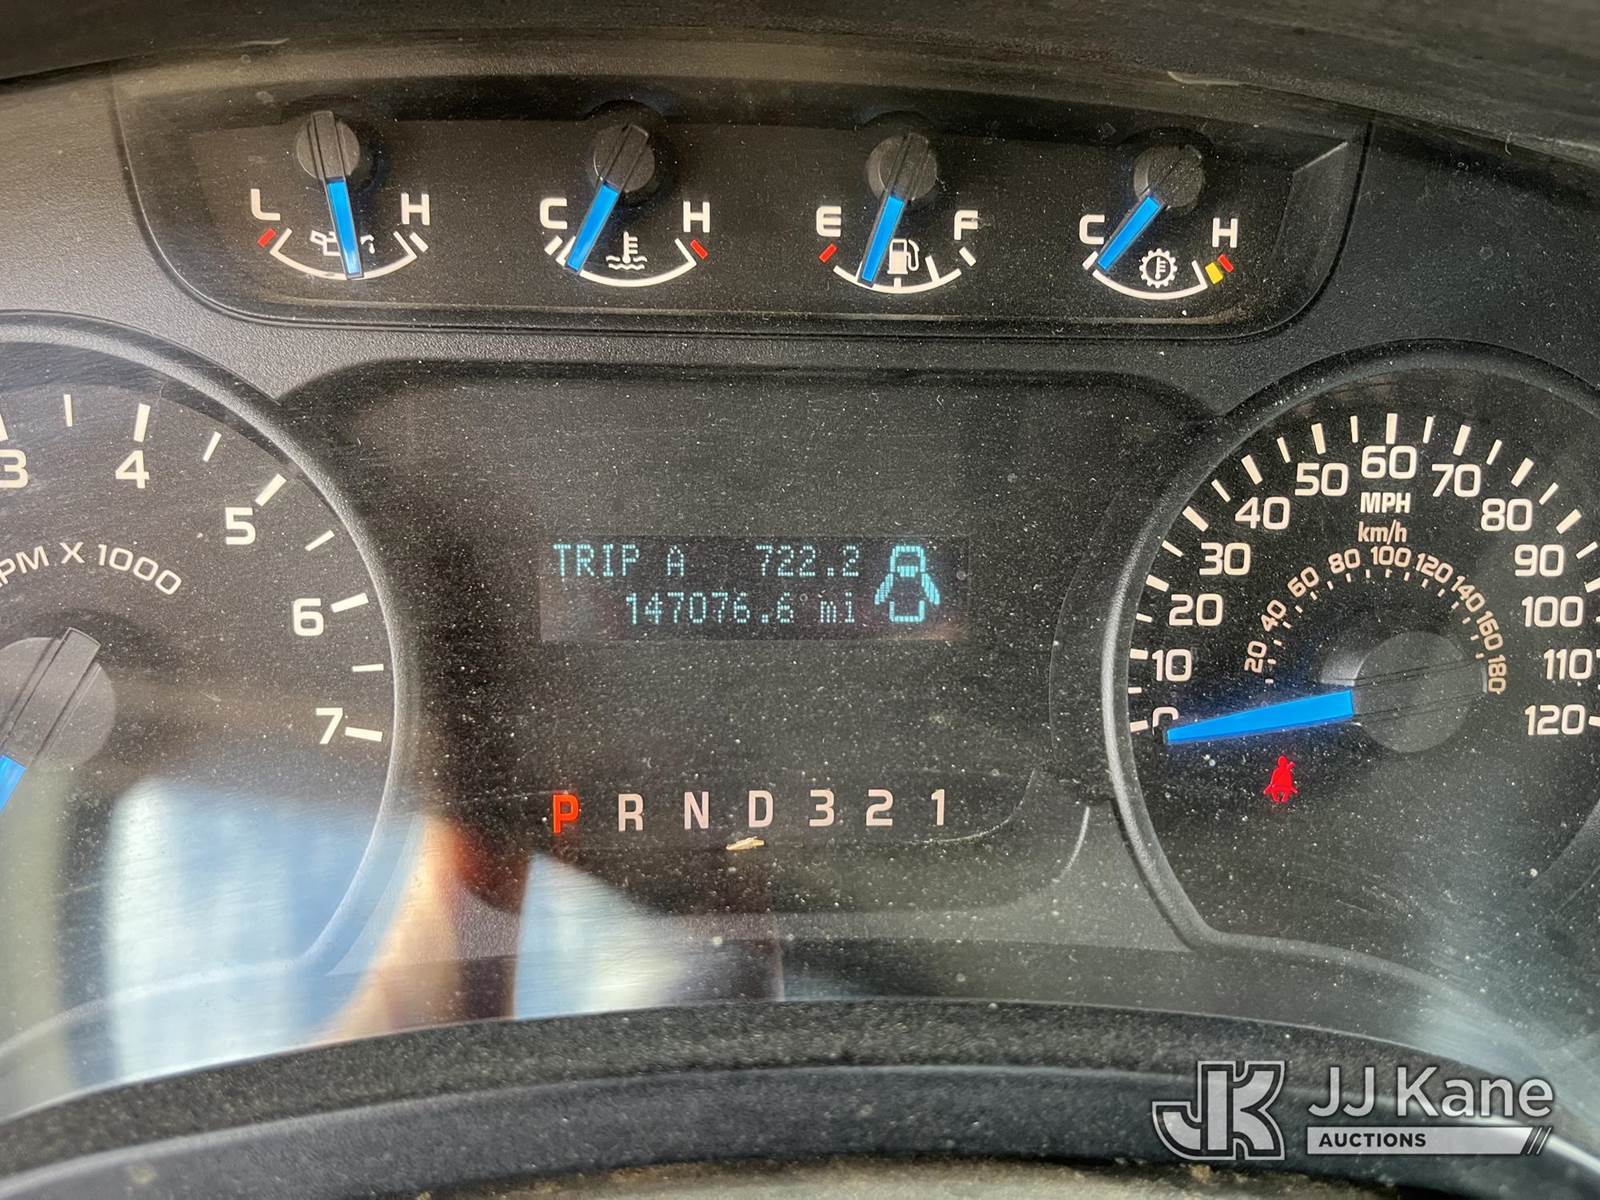 L H
C H
E F
C H
3 4 5 6 7
PM X 1000
TRIP A 722.2
147076.6 mi
P R N D 3 2 1
0 10 20 30 40 50 60 70 80 90 100 110 120
MPH
km/h
20 40 60 80 100 120 140 160 180
JK JJ Kane
AUCTIONS